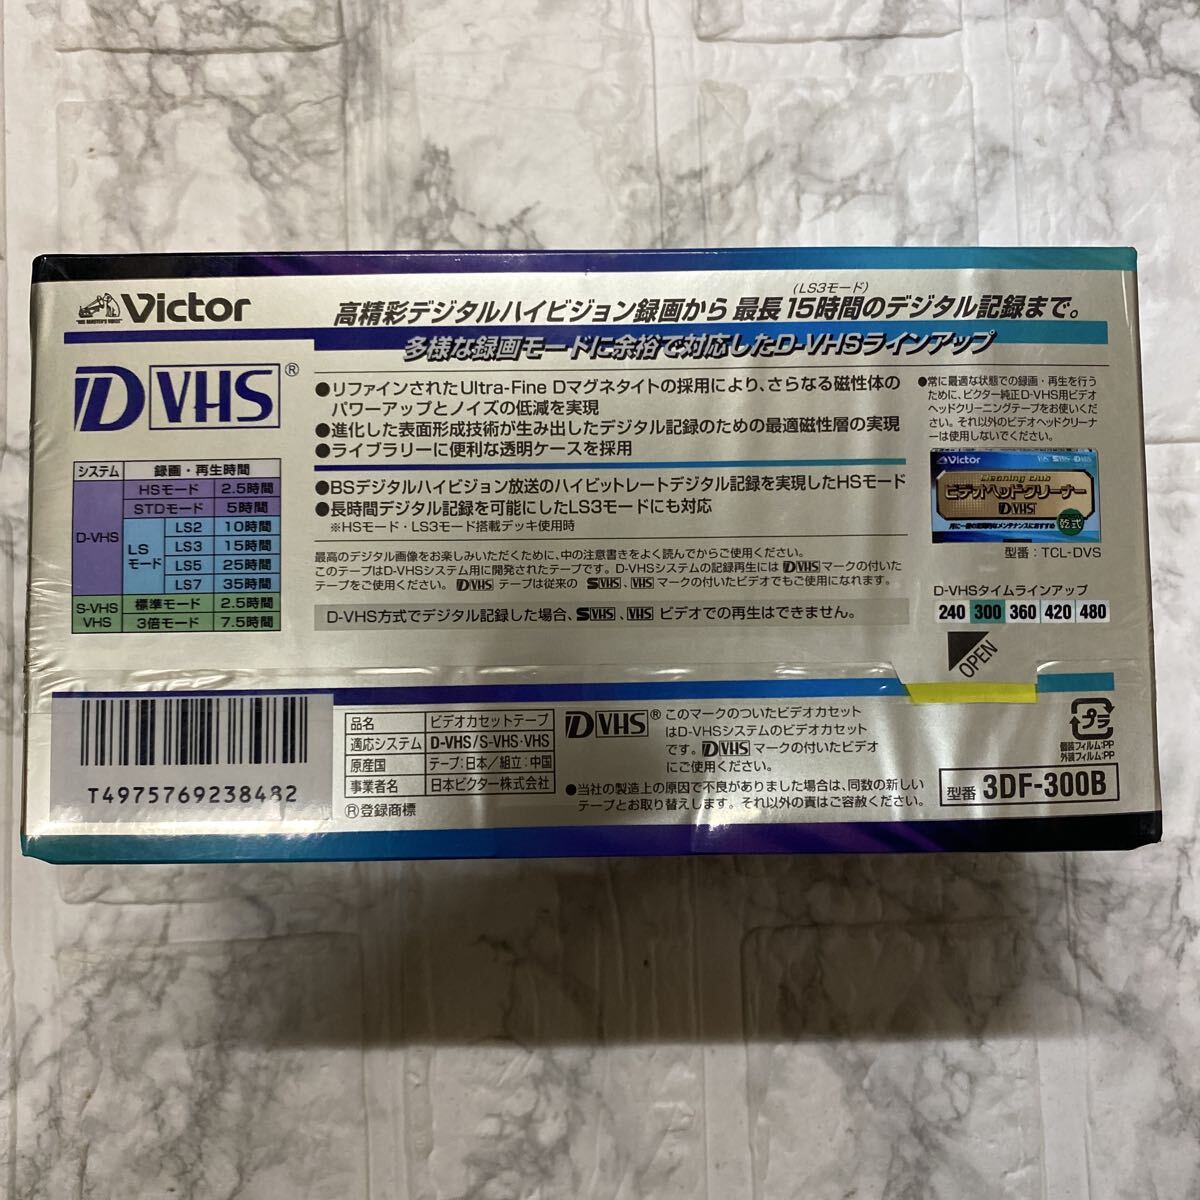 "HIS MASTER'S VOICE"
Victor
(LS3モード)
高精彩デジタルハイビジョン録画から 最長15時間のデジタル記録まで。
多様な録画モードに余裕で対応したD-VHSラインアップ
D VHS ®
●リファインされたUltra-Fine Dマグネタイトの採用により、さらなる磁性体の
パワーアップとノイズの低減を実現
●進化した表面形成技術が生み出したデジタル記録のための最適磁性層の実現
●ライブラリーに便利な透明ケースを採用
●BSデジタルハイビジョン放送のハイビットレートデジタル記録を実現したHSモード
●長時間デジタル記録を可能にしたLS3モードにも対応
※HSモード・LS3モード搭載デッキ使用時
最高のデジタル画像をお楽しみいただくために、中の注意書きをよく読んでからご使用ください。
このテープはD-VHSシステム用に開発されたテープです。D-VHSシステムの記録再生には D VHS マークの付いた
テープをご使用ください。 D VHS テープは従来の SVHS、VHS マークの付いたビデオでもご使用になれます。
D-VHS方式でデジタル記録した場合、SVHS、VHS ビデオでの再生はできません。
システム 録画・再生時間
D-VHS HSモード 2.5時間
STDモード 5時間
LSモード LS2 10時間
LS3 15時間
LS5 25時間
LS7 35時間
S-VHS VHS 標準モード 2.5時間
3倍モード 7.5時間
●常に最適な状態での録画・再生を行う
ために、ビクター純正D-VHS用ビデオ
ヘッドクリーニングテープをお使いくだ
さい。それ以外のビデオヘッドクリーナ
ーは使用しないでください。
Victor VHS SVHS D VHS
Cleaning Club
ビデオヘッドクリーナー
D VHS
乾式
型番：TCL-DVS
D-VHSタイムラインアップ
240 300 360 420 480
OPEN
T4975769238482
品名 ビデオカセットテープ
適応システム D-VHS/S-VHS・VHS
原産国 テープ：日本／組立：中国
事業者名 日本ビクター株式会社
®登録商標
D VHS ® このマークのついたビデオカセット
はD-VHSシステムのビデオカセット
です。D VHS マークの付いたビデオ
にご使用ください。
●当社の製造上の原因で不良がありました場合は、同数の新しい
テープとお取り替えします。それ以外の責はご容赦ください。
プラ
個装フィルム：PP
外装フィルム：PP
型番 3DF-300B